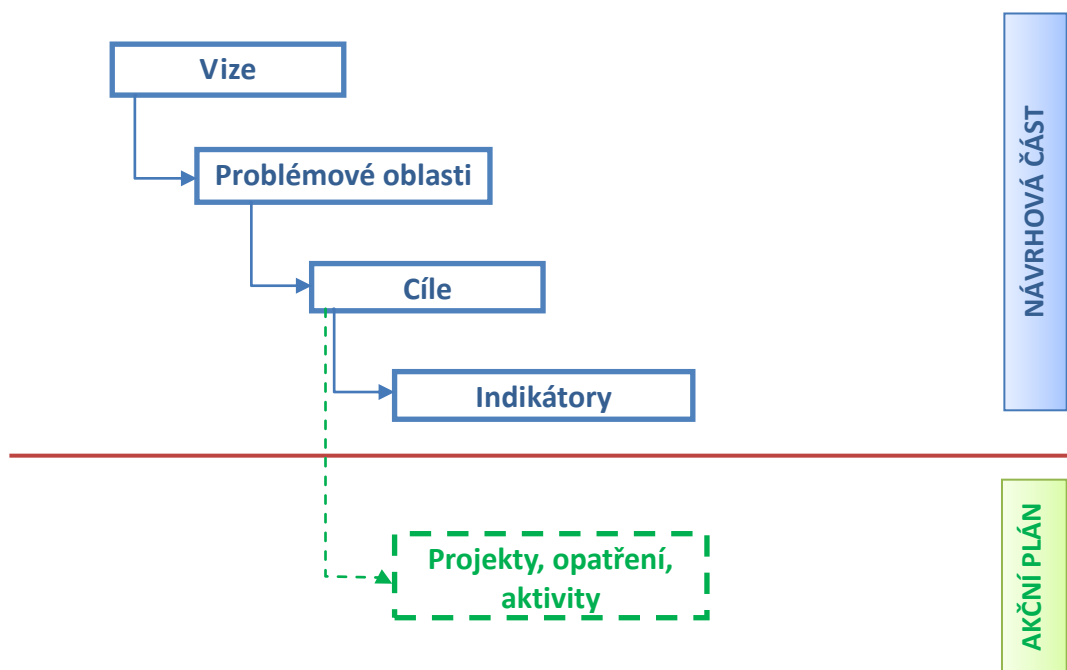 Vize
Problémové oblasti
Cíle
Indikátory
NÁVRHOVÁ ČÁST
Projekty, opatření,
aktivity
AKČNÍ PLÁN